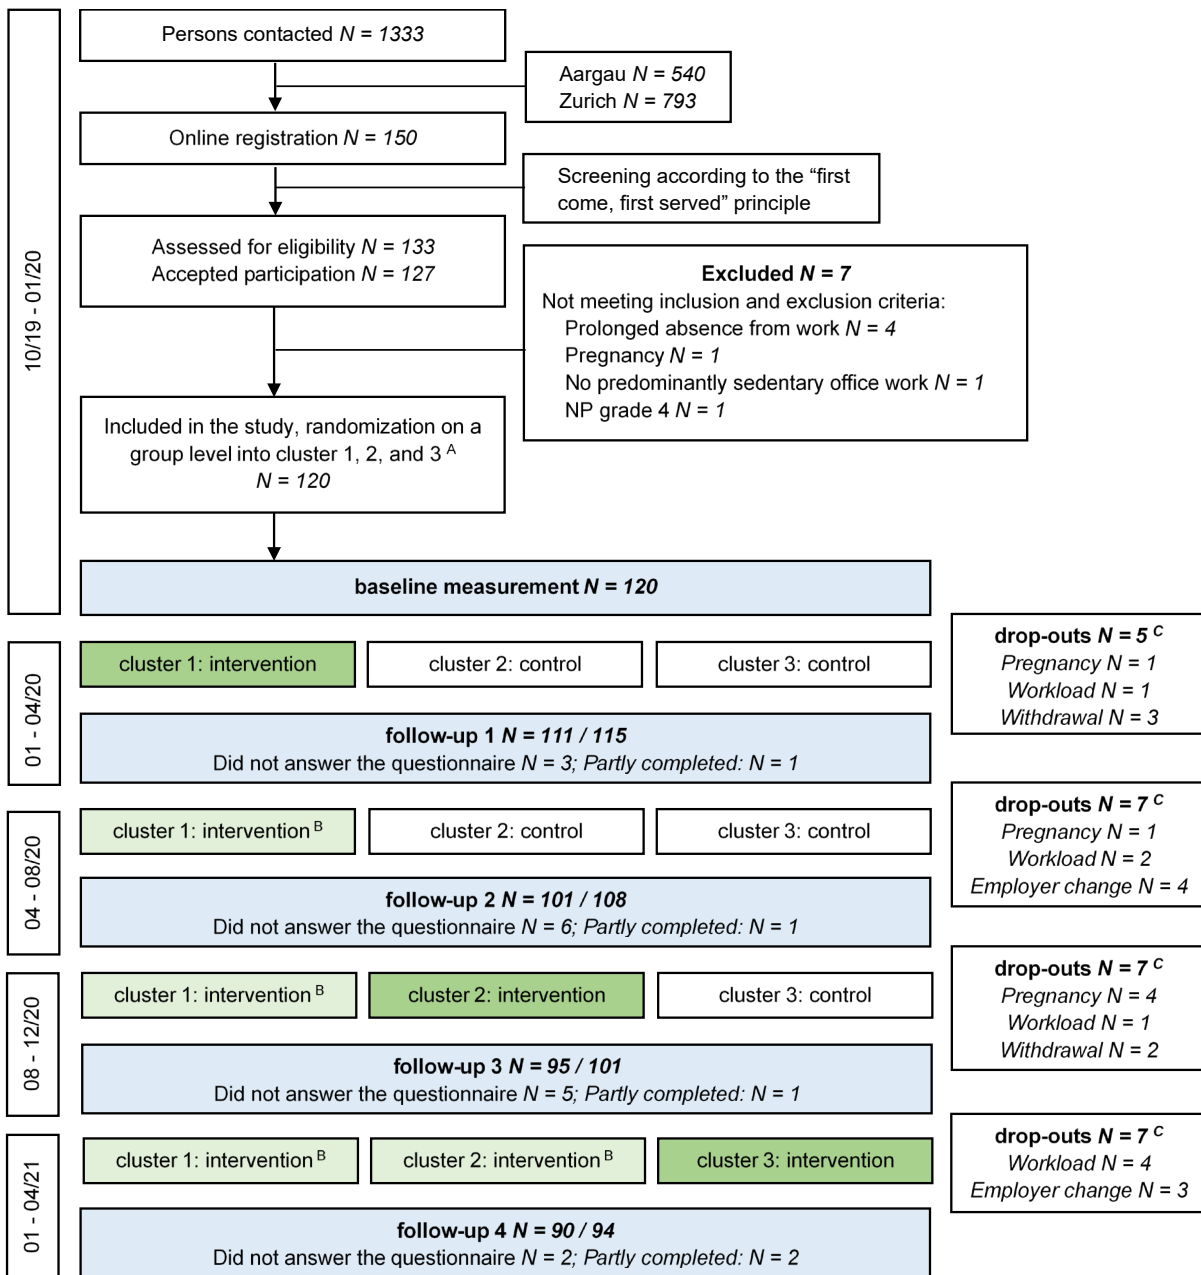 10/19 - 01/20
Persons contacted N = 1333
Aargau N = 540
Zurich N = 793
Online registration N = 150
Screening according to the “first
come, first served” principle
Assessed for eligibility N = 133
Accepted participation N = 127
Excluded N = 7
Not meeting inclusion and exclusion criteria:
Prolonged absence from work N = 4
Pregnancy N = 1
No predominantly sedentary office work N = 1
NP grade 4 N = 1
Included in the study, randomization on a
group level into cluster 1, 2, and 3 A
N = 120
baseline measurement N = 120
01 - 04/20
cluster 1: intervention
cluster 2: control
cluster 3: control
drop-outs N = 5 C
Pregnancy N = 1
Workload N = 1
Withdrawal N = 3
follow-up 1 N = 111 / 115
Did not answer the questionnaire N = 3; Partly completed: N = 1
04 - 08/20
cluster 1: intervention B
cluster 2: control
cluster 3: control
drop-outs N = 7 C
Pregnancy N = 1
Workload N = 2
Employer change N = 4
follow-up 2 N = 101 / 108
Did not answer the questionnaire N = 6; Partly completed: N = 1
08 - 12/20
cluster 1: intervention B
cluster 2: intervention
cluster 3: control
drop-outs N = 7 C
Pregnancy N = 4
Workload N = 1
Withdrawal N = 2
follow-up 3 N = 95 / 101
Did not answer the questionnaire N = 5; Partly completed: N = 1
01 - 04/21
cluster 1: intervention B
cluster 2: intervention B
cluster 3: intervention
drop-outs N = 7 C
Workload N = 4
Employer change N = 3
follow-up 4 N = 90 / 94
Did not answer the questionnaire N = 2; Partly completed: N = 2